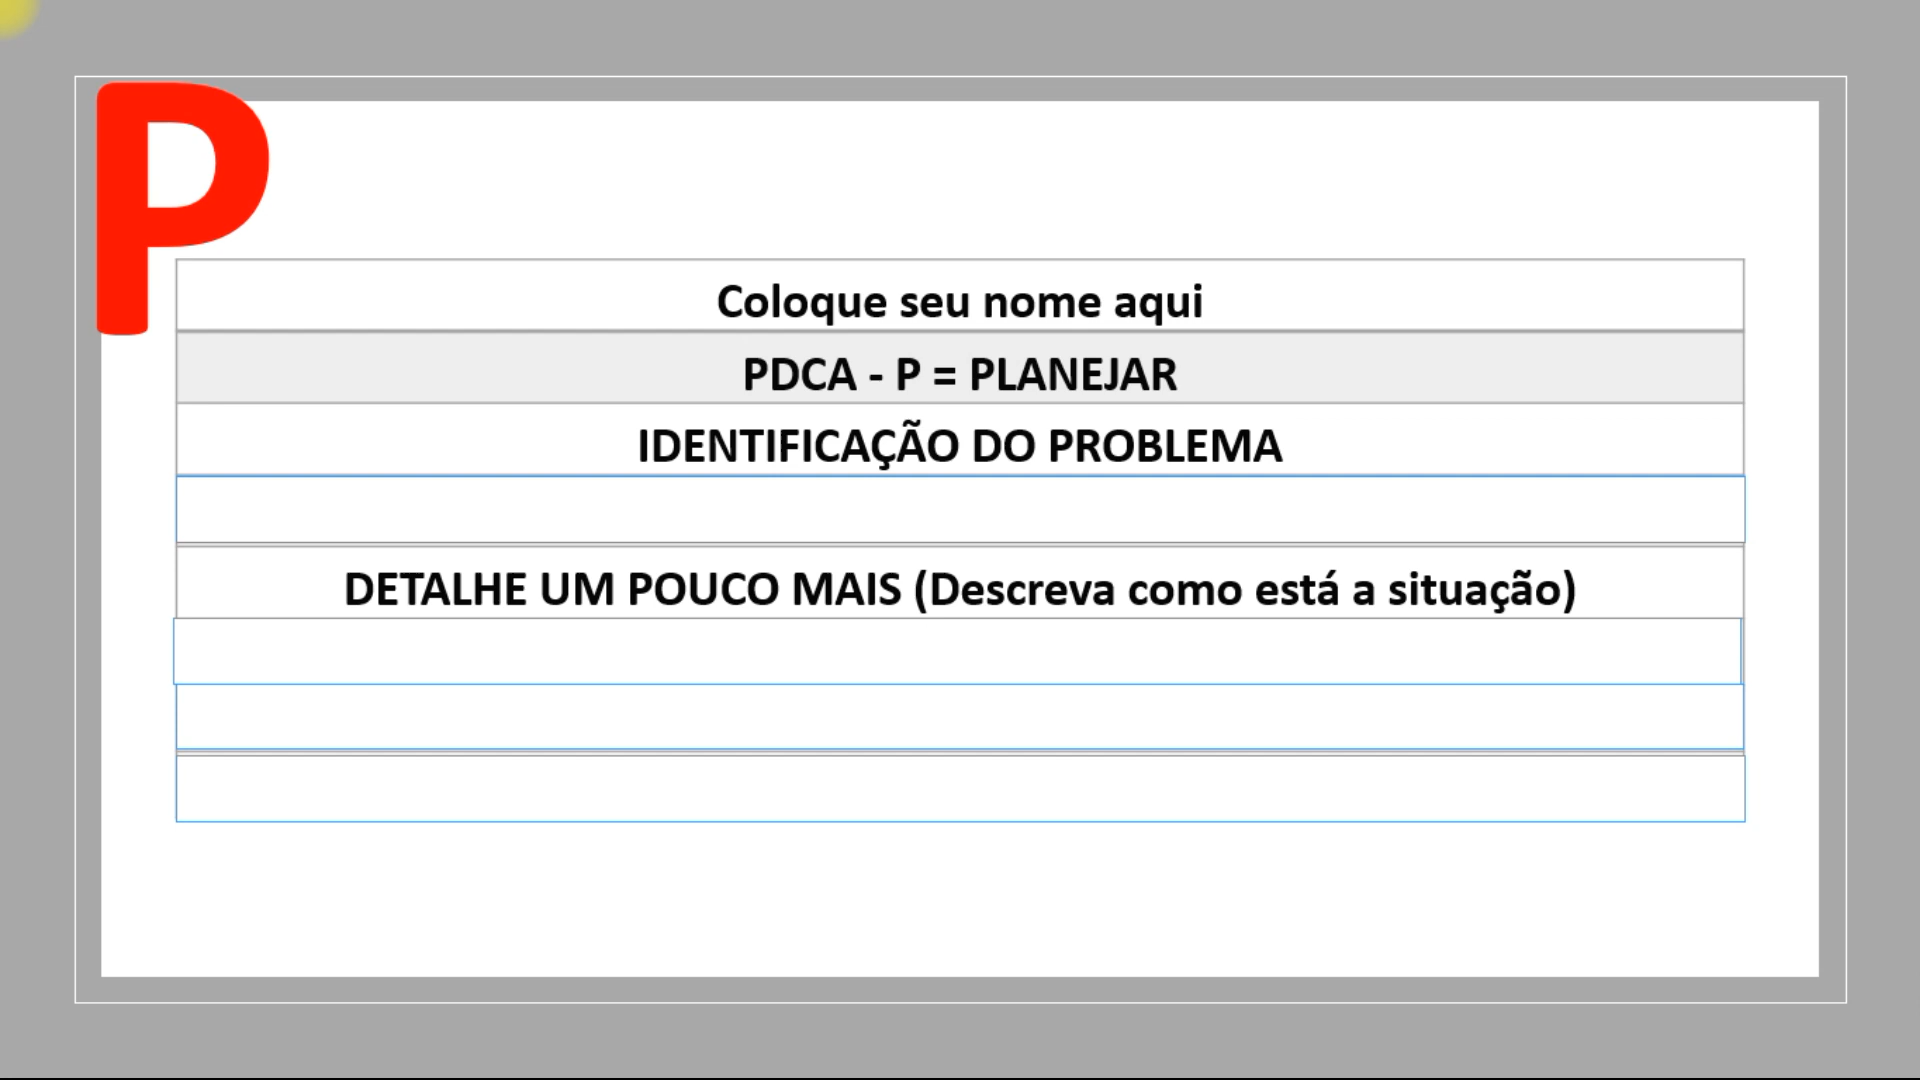 P
Coloque seu nome aqui
PDCA - P = PLANEJAR
IDENTIFICAÇÃO DO PROBLEMA
DETALHE UM POUCO MAIS (Descreva como está a situação)